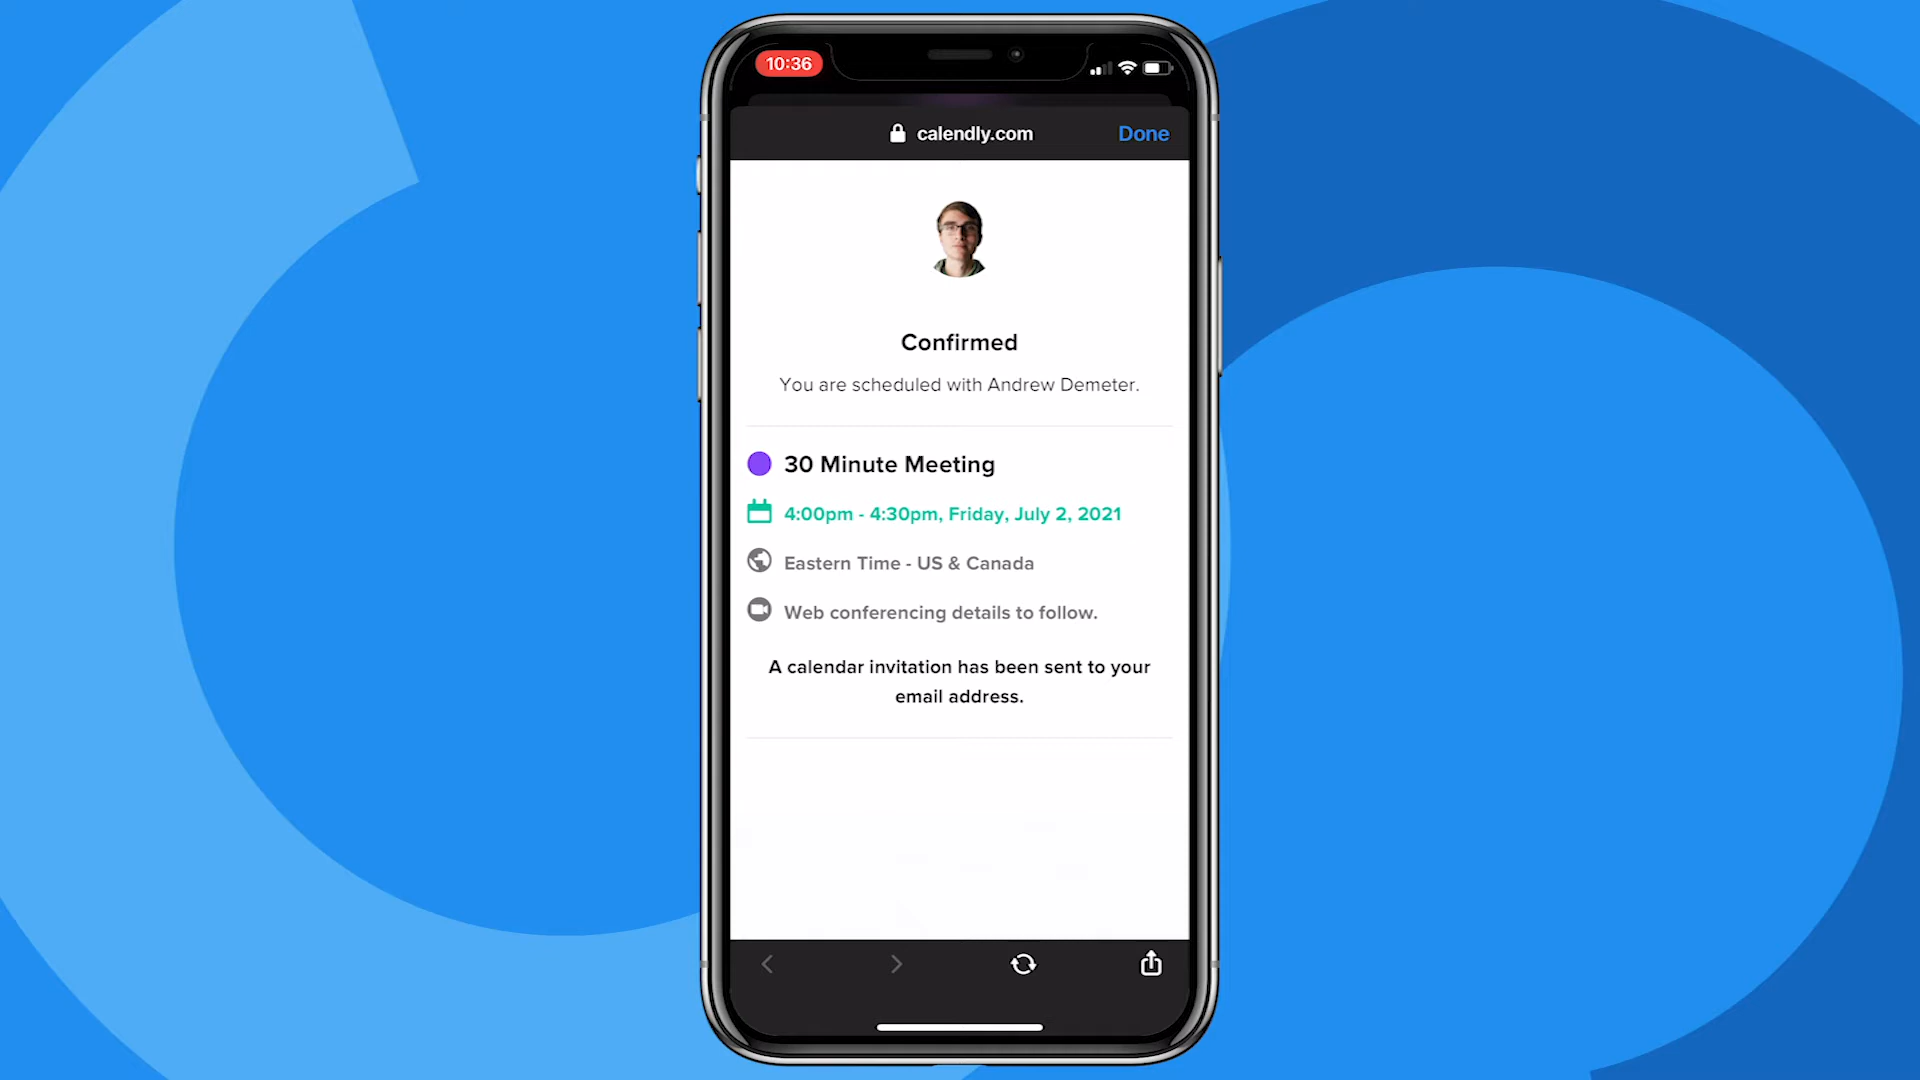 10:36
calendly.com
Done
Confirmed
You are scheduled with Andrew Demeter.
30 Minute Meeting
4:00pm - 4:30pm, Friday, July 2, 2021
Eastern Time - US & Canada
Web conferencing details to follow.
A calendar invitation has been sent to your
email address.